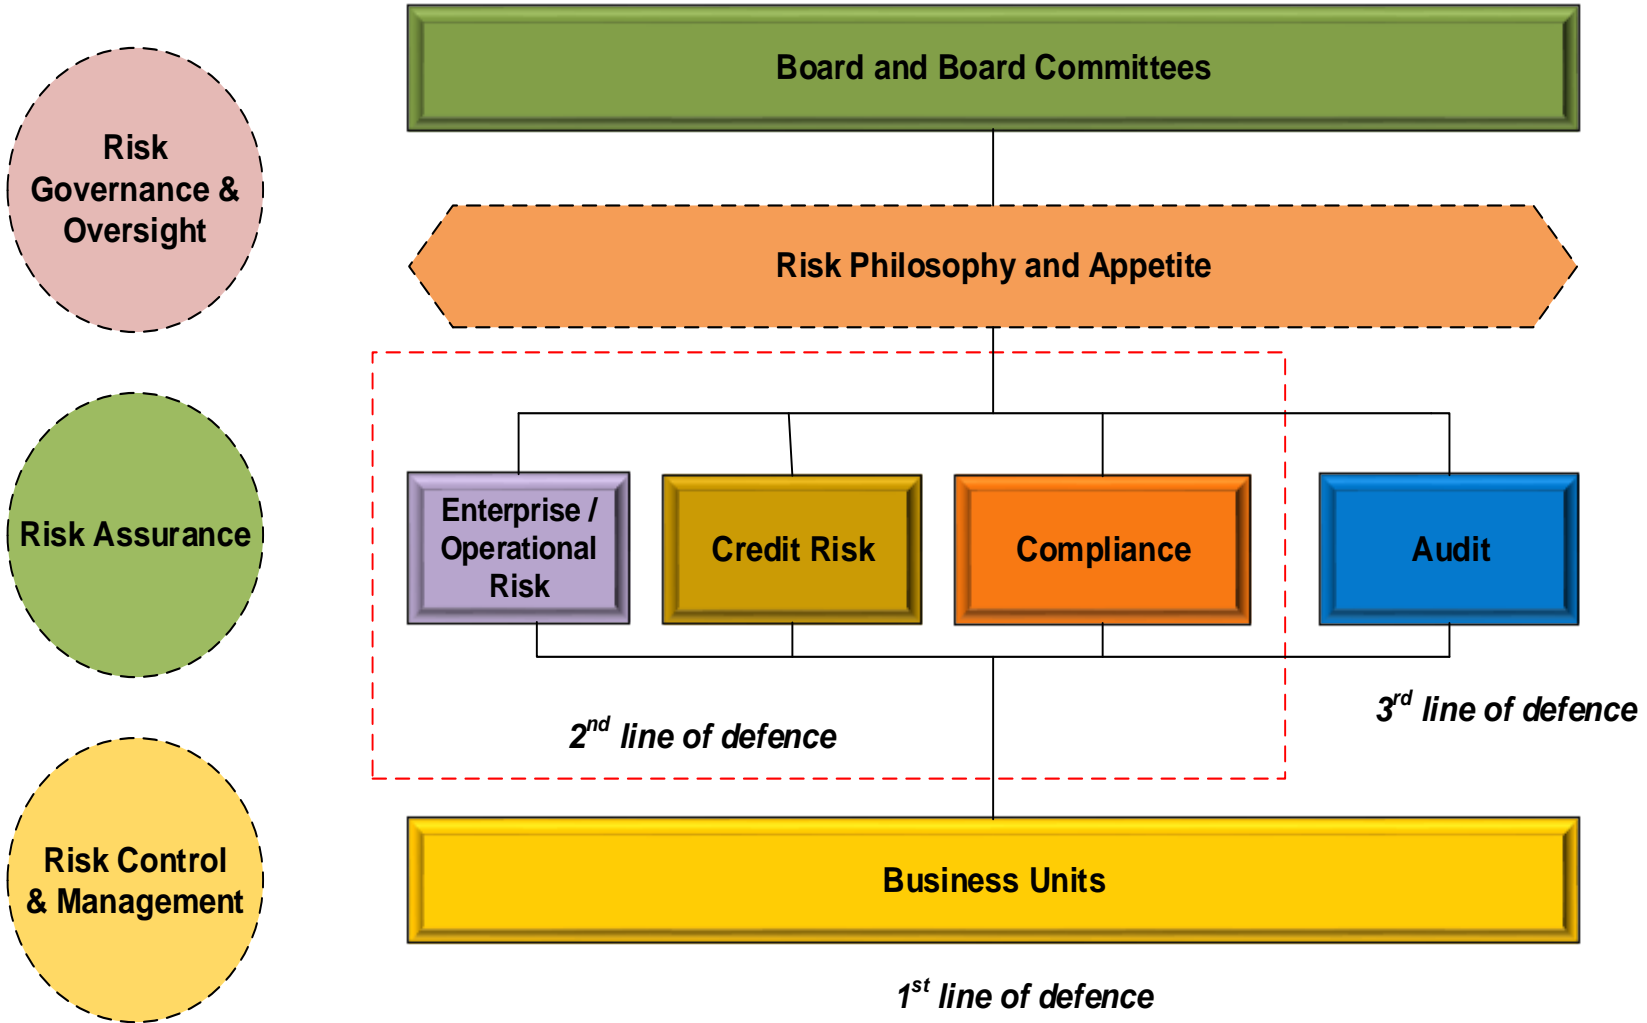 Board and Board Committees
Risk
Governance &
Oversight
Risk Philosophy and Appetite
Enterprise /
Operational
Risk
Credit Risk
Compliance
Audit
Risk Assurance
2nd line of defence
3rd line of defence
Risk Control
& Management
Business Units
1st line of defence